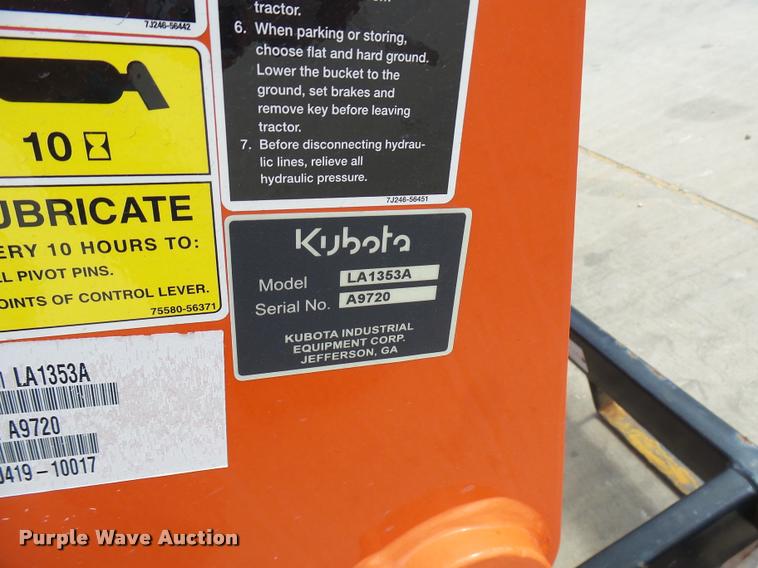 tractor.
7J246-56442
6. When parking or storing,
choose flat and hard ground.
Lower the bucket to the
ground, set brakes and
remove key before leaving
tractor.
7. Before disconnecting hydrau-
lic lines, relieve all
hydraulic pressure.
7J246-56451
10
UBRICATE
ERY 10 HOURS TO:
LL PIVOT PINS.
OINTS OF CONTROL LEVER.
75580-56371
Kubota
Model LA1353A
Serial No. A9720
KUBOTA INDUSTRIAL
EQUIPMENT CORP.
JEFFERSON, GA
LA1353A
A9720
J419-10017
Purple Wave Auction